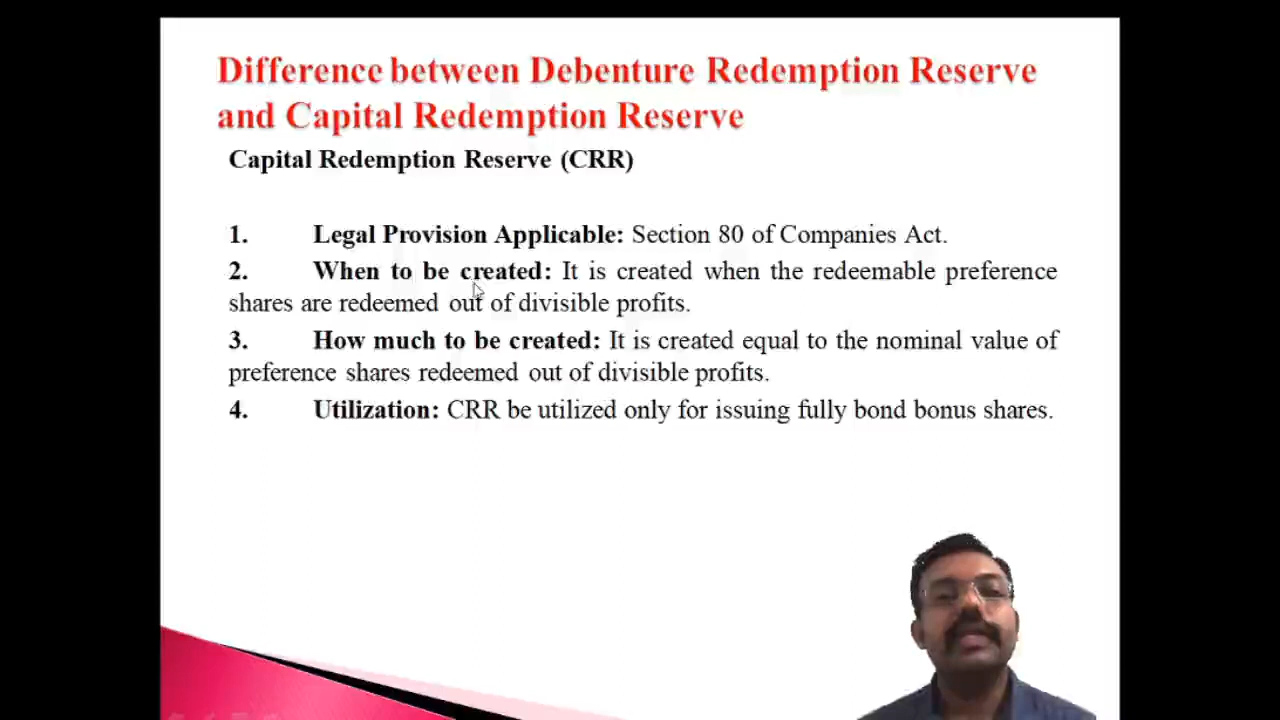 Difference between Debenture Redemption Reserve
and Capital Redemption Reserve
Capital Redemption Reserve (CRR)
1. Legal Provision Applicable: Section 80 of Companies Act.
2. When to be created: It is created when the redeemable preference
shares are redeemed out of divisible profits.
3. How much to be created: It is created equal to the nominal value of
preference shares redeemed out of divisible profits.
4. Utilization: CRR be utilized only for issuing fully bond bonus shares.